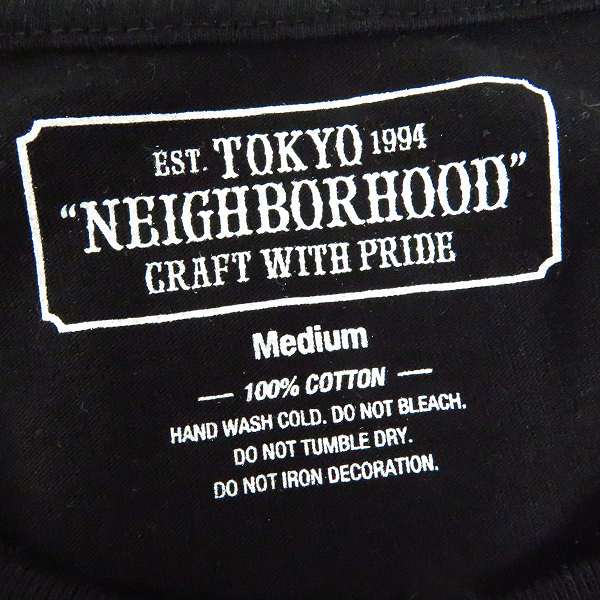 EST. TOKYO 1994
"NEIGHBORHOOD"
CRAFT WITH PRIDE
Medium
— 100% COTTON —
HAND WASH COLD. DO NOT BLEACH.
DO NOT TUMBLE DRY.
DO NOT IRON DECORATION.